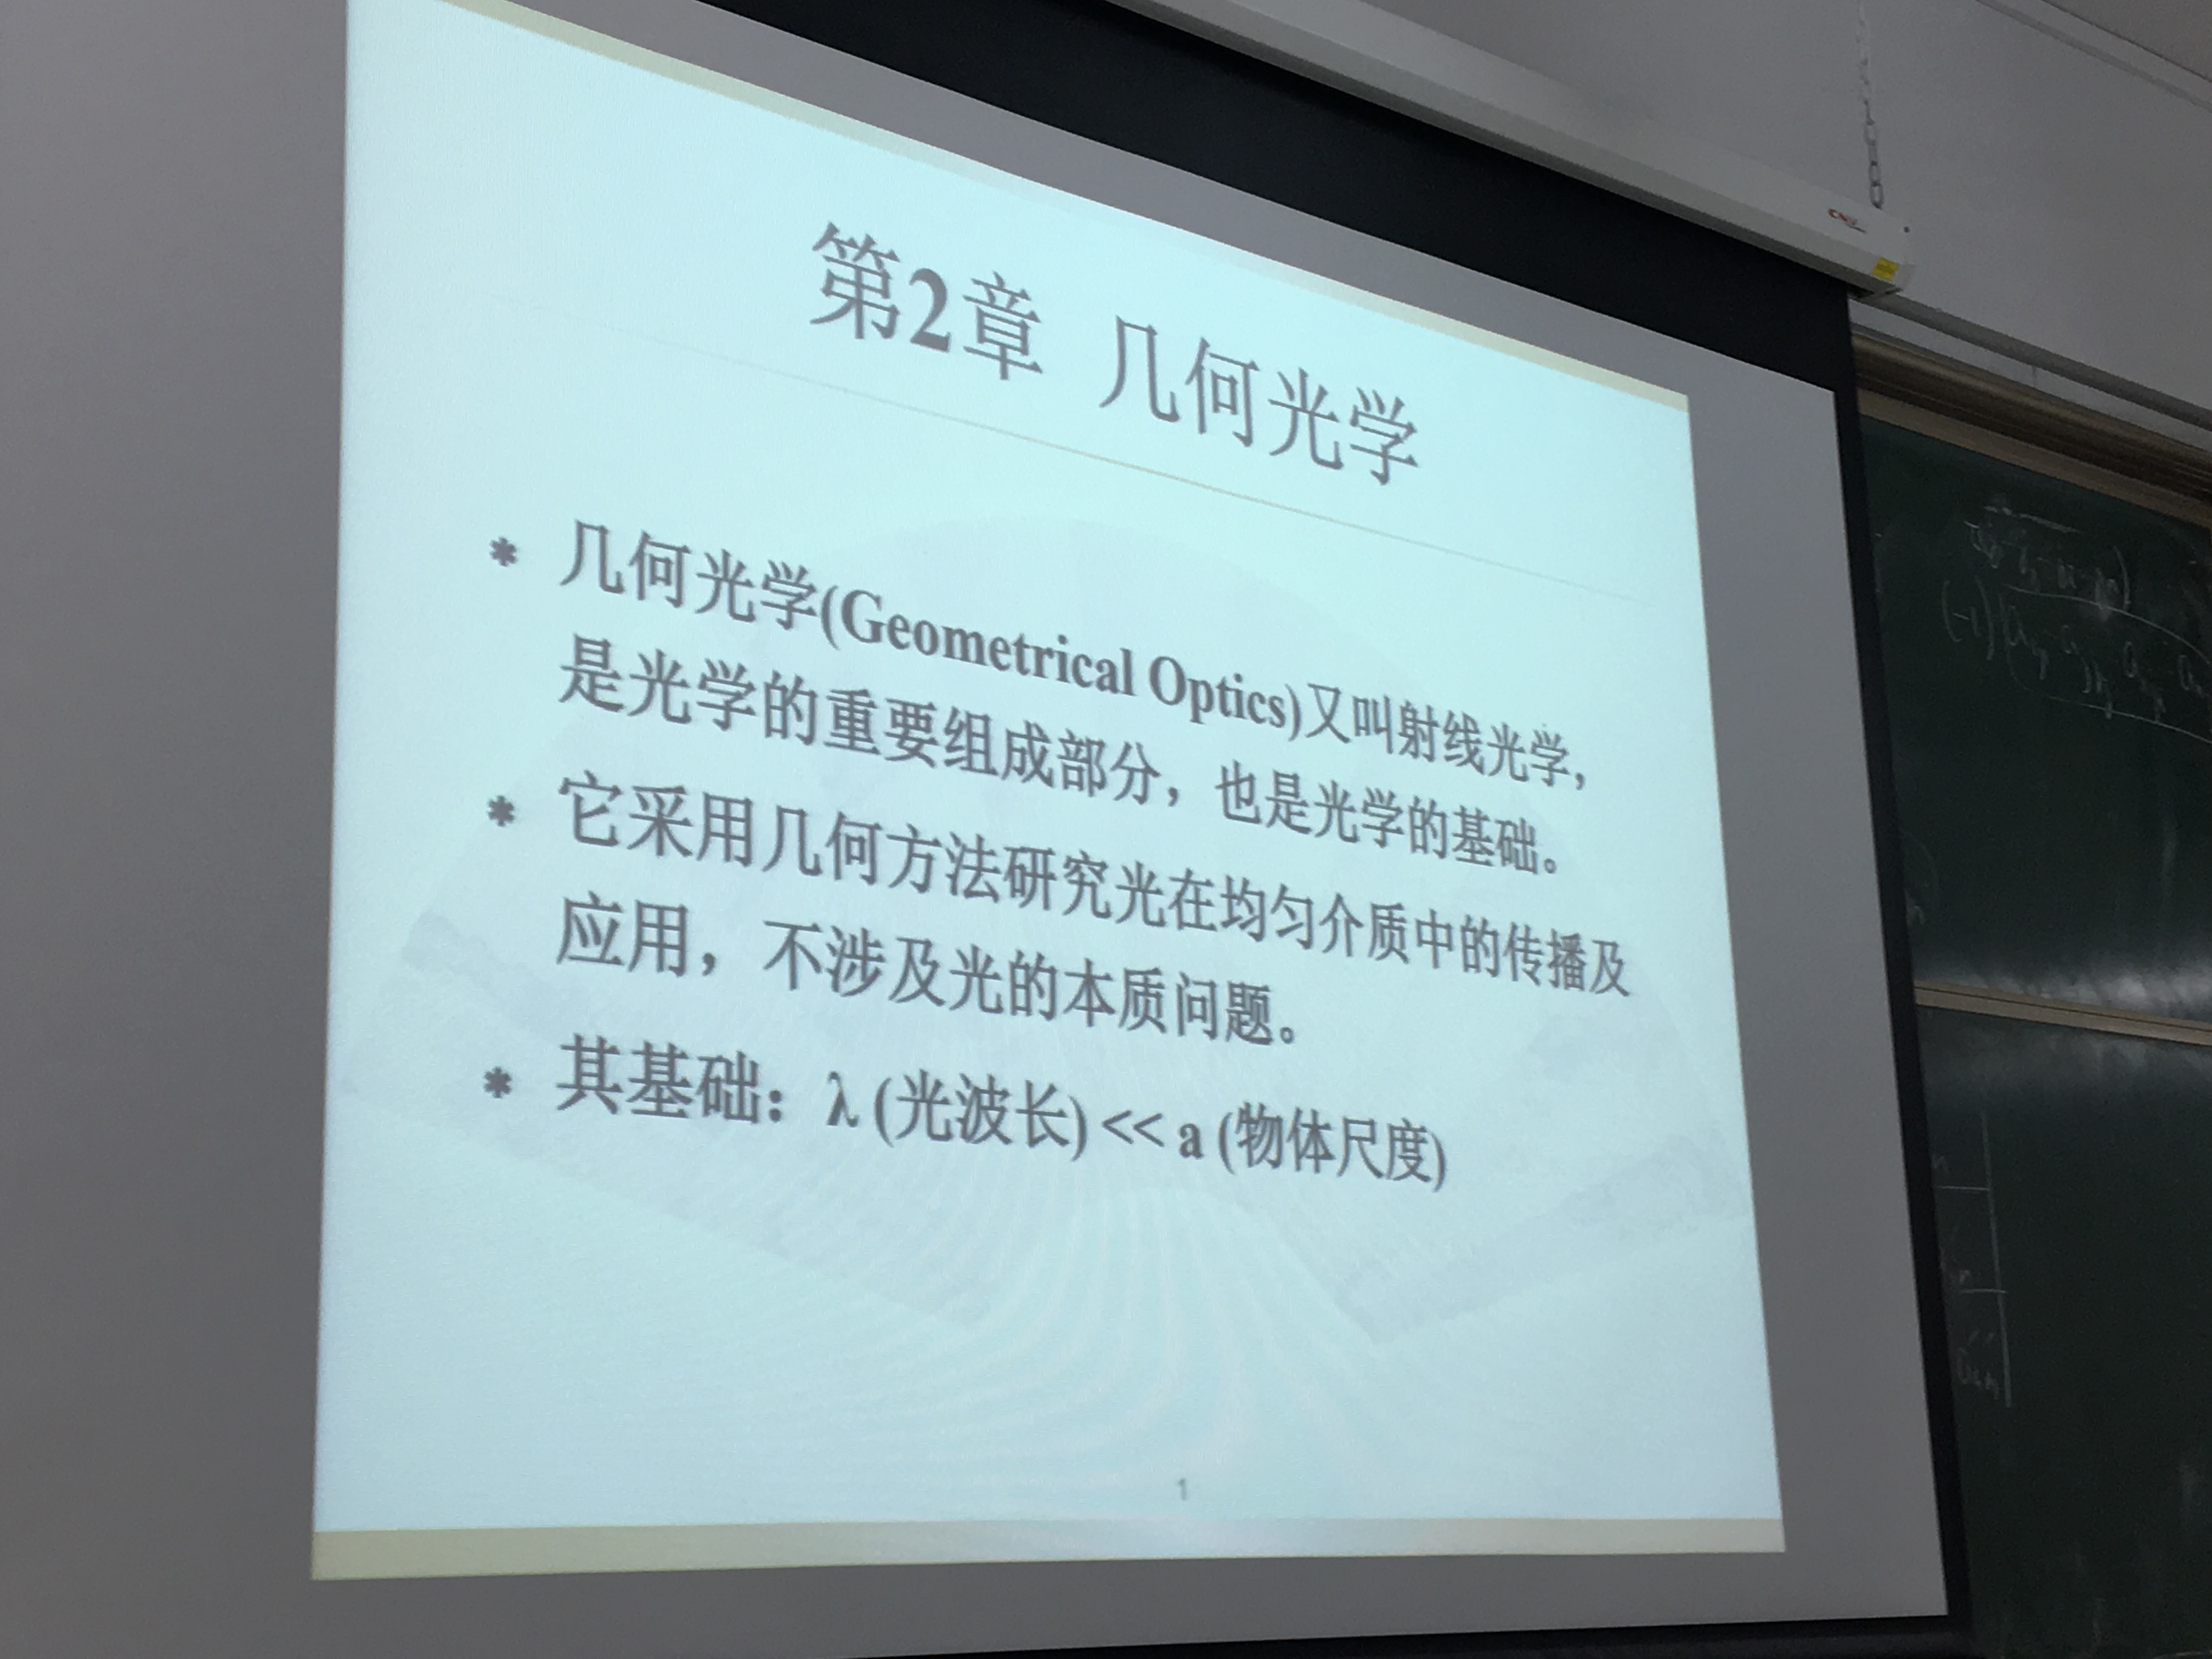 第2章 几何光学
* 几何光学(Geometrical Optics)又叫射线光学,
是光学的重要组成部分，也是光学的基础。
* 它采用几何方法研究光在均匀介质中的传播及
应用，不涉及光的本质问题。
* 其基础：λ (光波长) << a (物体尺度)
1